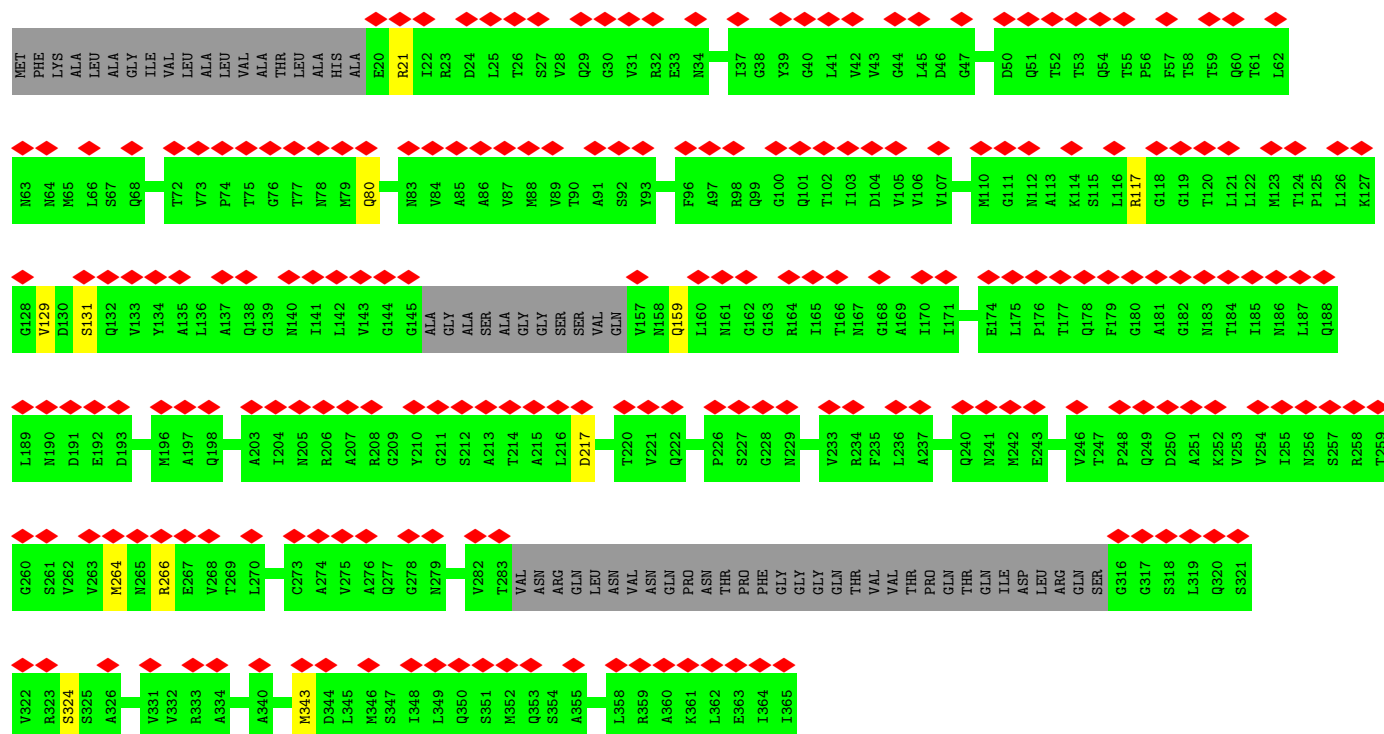 MET PHE LYS ALA LEU ALA GLY ILE VAL LEU ALA LEU VAL ALA THR LEU ALA HIS ALA E20 R21 I22 R23 D24 L25 T26 S27 V28 Q29 G30 V31 R32 E33 N34 I37 G38 Y39 G40 L41 V42 V43 G44 L45 D46 G47 D50 Q51 T52 T53 Q54 T55 P56 F57 T58 T59 Q60 T61 L62
N63 N64 M65 L66 S67 Q68 T72 V73 P74 T75 G76 T77 N78 M79 Q80 N83 V84 A85 A86 V87 M88 V89 T90 A91 S92 Y93 F96 A97 R98 Q99 G100 Q101 T102 I103 D104 V105 V106 V107 M110 G111 N112 A113 K114 S115 L116 R117 G118 G119 T120 L121 L122 M123 T124 P125 L126 K127
G128 V129 D130 S131 Q132 V133 Y134 A135 L136 A137 Q138 G139 N140 I141 L142 V143 G144 G145 ALA GLY ALA SER ALA GLY GLY SER SER VAL GLN V157 N158 Q159 L160 N161 G162 G163 R164 I165 T166 N167 G168 A169 I170 I171 E174 L175 P176 T177 Q178 F179 G180 A181 G182 N183 T184 I185 N186 L187 Q188
L189 N190 D191 E192 D193 M196 A197 Q198 A203 I204 N205 R206 A207 R208 G209 Y210 G211 S212 A213 T214 A215 L216 D217 T220 V221 Q222 P226 S227 G228 N229 V233 R234 F235 L236 A237 Q240 N241 M242 E243 V246 T247 P248 Q249 D250 A251 K252 V253 V254 I255 N256 S257 R258 T259
G260 S261 V262 V263 M264 N265 R266 E267 V268 T269 L270 C273 A274 V275 A276 Q277 G278 N279 V282 T283 VAL ASN ARG GLN LEU ASN VAL ASN GLN PRO ASN THR PRO PHE GLY GLY GLY GLN THR VAL VAL THR PRO GLN THR GLN ILE ASP LEU ARG GLN SER G316 G317 S318 L319 Q320 S321
V322 R323 S324 S325 A326 V331 V332 R333 A334 A340 M343 D344 L345 M346 S347 I348 L349 Q350 S351 M352 Q353 S354 A355 L358 R359 A360 K361 L362 E363 I364 I365